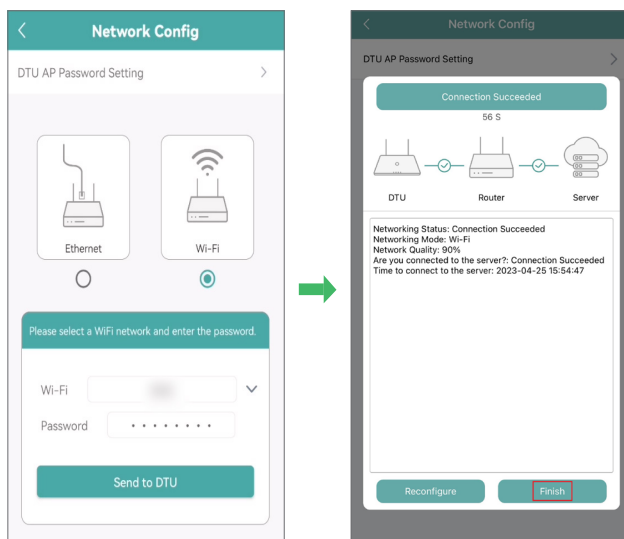 Network Config
DTU AP Password Setting
Ethernet
Wi-Fi
Please select a WiFi network and enter the password.
Wi-Fi
Password
Send to DTU
Network Config
DTU AP Password Setting
Connection Succeeded
56 S
DTU Router Server
Networking Status: Connection Succeeded
Networking Mode: Wi-Fi
Network Quality: 90%
Are you connected to the server?: Connection Succeeded
Time to connect to the server: 2023-04-25 15:54:47
Reconfigure
Finish